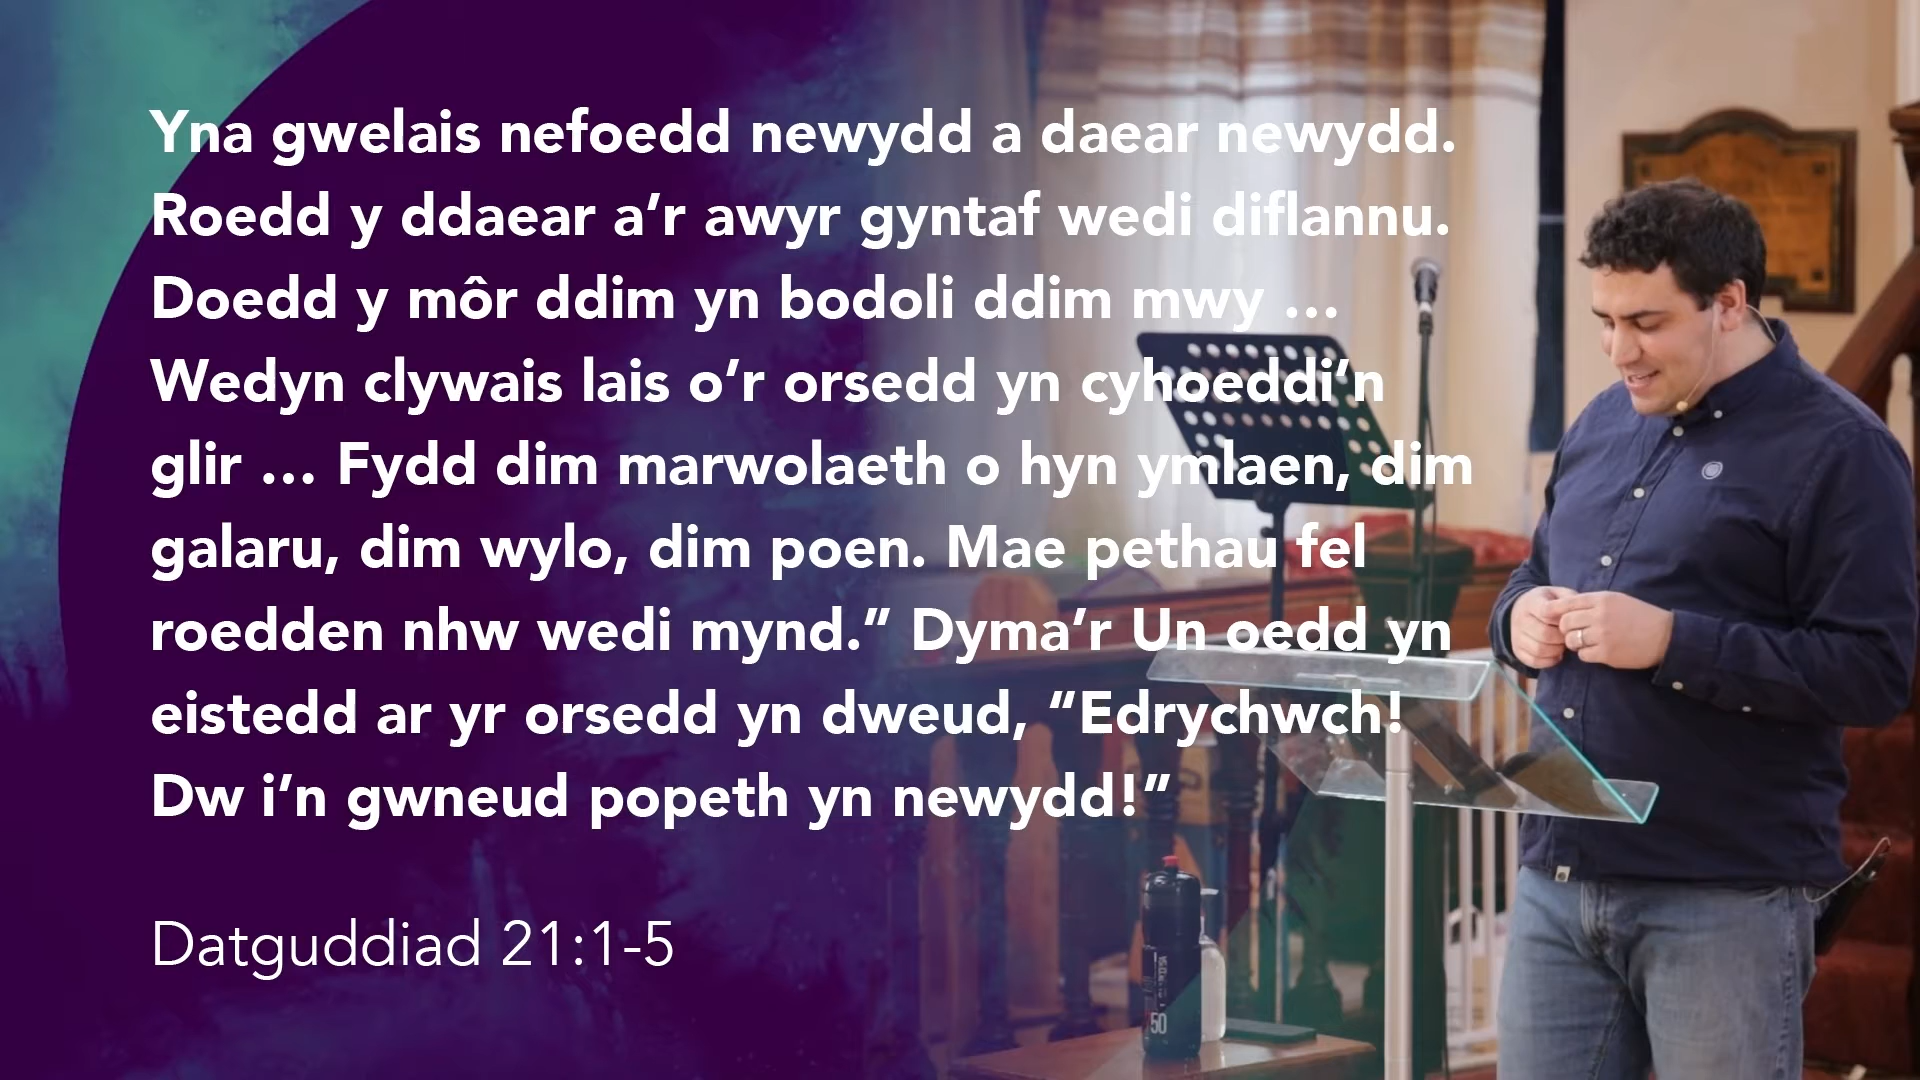 Yna gwelais nefoedd newydd a daear newydd.
Roedd y ddaear a’r awyr gyntaf wedi diflannu.
Doedd y môr ddim yn bodoli ddim mwy …
Wedyn clywais lais o’r orsedd yn cyhoeddi’n
glir … Fydd dim marwolaeth o hyn ymlaen, dim
galaru, dim wylo, dim poen. Mae pethau fel
roedden nhw wedi mynd.” Dyma’r Un oedd yn
eistedd ar yr orsedd yn dweud, “Edrychwch!
Dw i’n gwneud popeth yn newydd!”
Datguddiad 21:1-5
50